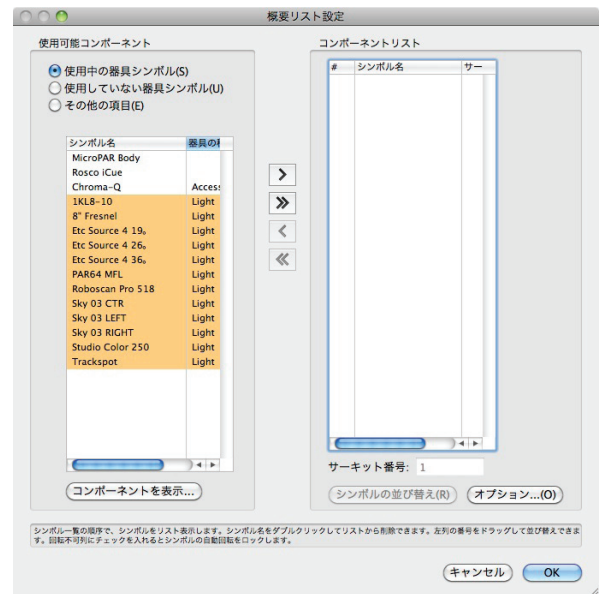 概要リスト設定
使用可能コンポーネント
使用中の器具シンボル(S)
使用していない器具シンボル(U)
その他の項目(E)
シンボル名 器具の種
MicroPAR Body
Rosco iCue
Chroma-Q Access
1KL8-10 Light
8" Fresnel Light
Etc Source 4 19° Light
Etc Source 4 26° Light
Etc Source 4 36° Light
PAR64 MFL Light
Roboscan Pro 518 Light
Sky 03 CTR Light
Sky 03 LEFT Light
Sky 03 RIGHT Light
Studio Color 250 Light
Trackspot Light
コンポーネントを表示...
コンポーネントリスト
# シンボル名 サー
サーキット番号: 1
シンボルの並び替え(R) オプション...(O)
シンボル一覧の順序で、シンボルをリスト表示します。シンボル名をダブルクリックしてリストから削除できます。左列の番号をドラッグして並び替えできま
す。回転不可列にチェックを入れるとシンボルの自動回転をロックします。
キャンセル OK